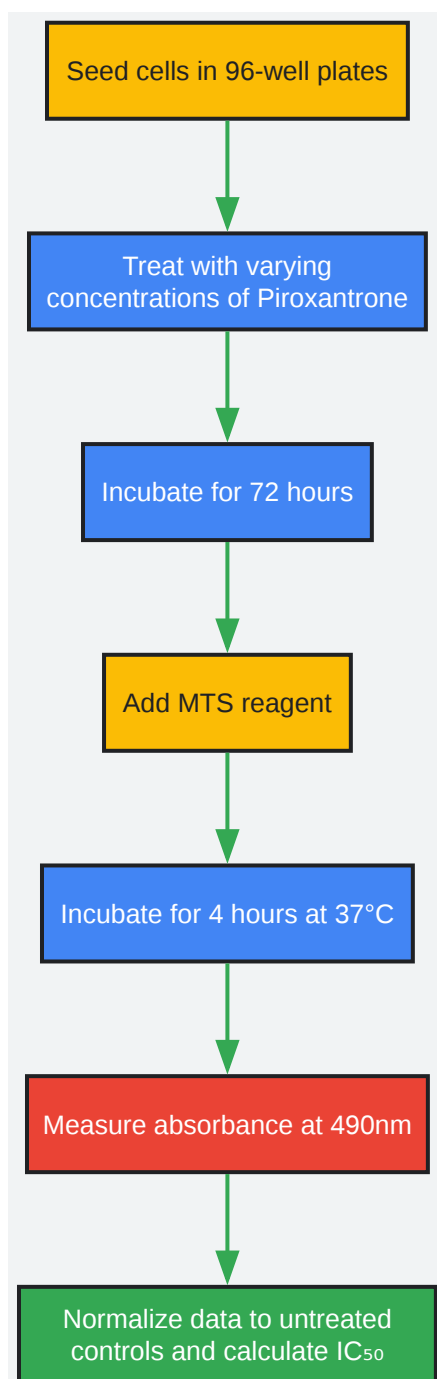 Seed cells in 96-well plates
Treat with varying
concentrations of Piroxantrone
Incubate for 72 hours
Add MTS reagent
Incubate for 4 hours at 37°C
Measure absorbance at 490nm
Normalize data to untreated
controls and calculate IC₅₀